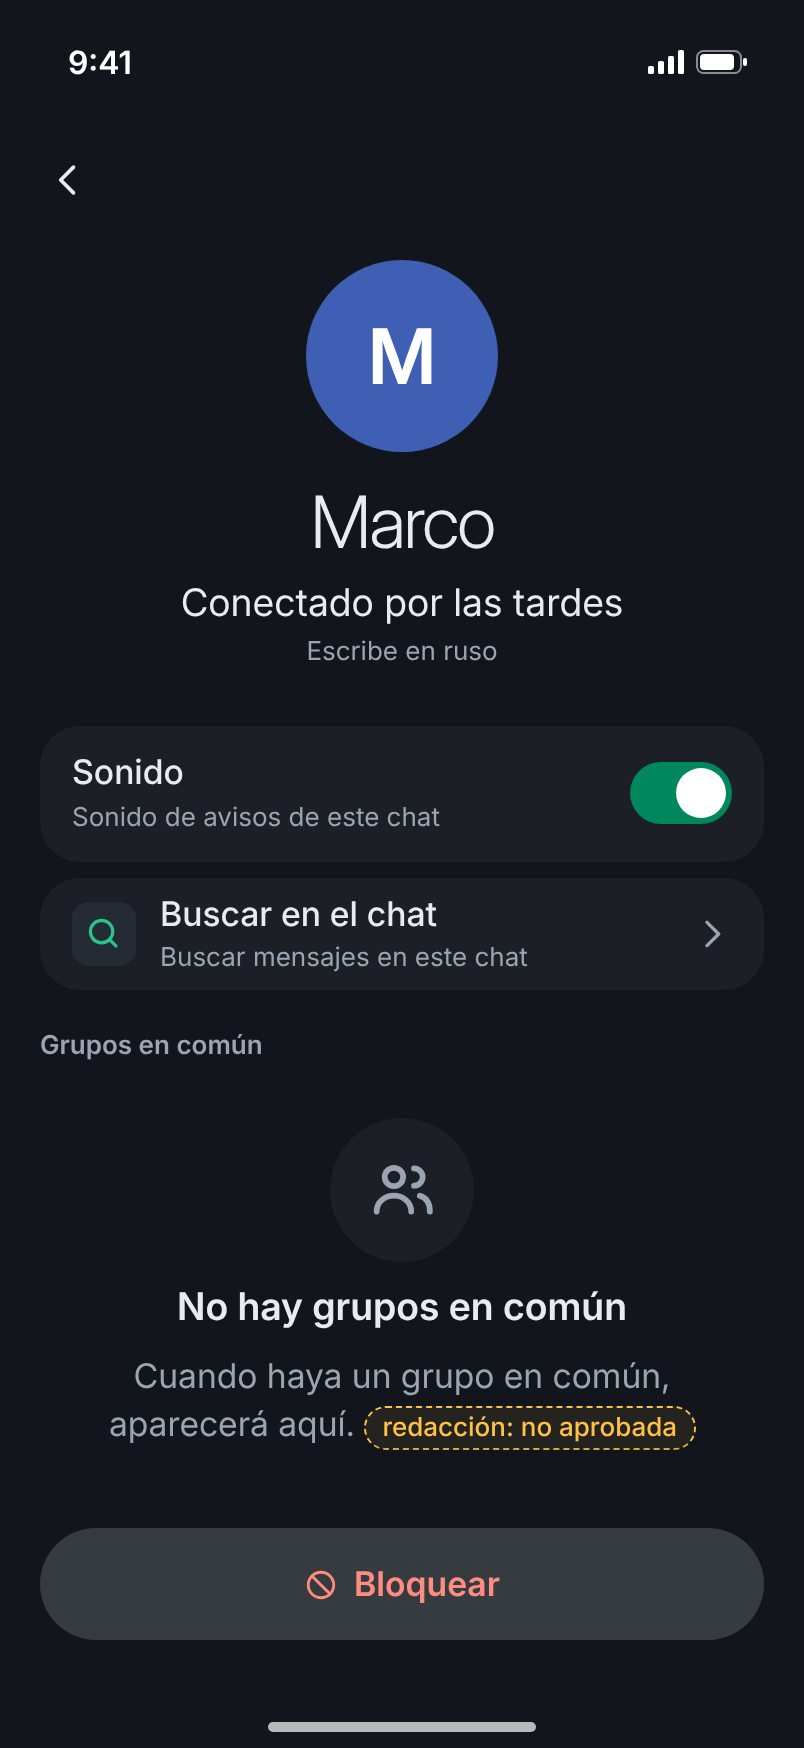 9:41
M
Marco
Conectado por las tardes
Escribe en ruso
Sonido
Sonido de avisos de este chat
Buscar en el chat
Buscar mensajes en este chat
Grupos en común
No hay grupos en común
Cuando haya un grupo en común,
aparecerá aquí. redacción: no aprobada
Bloquear